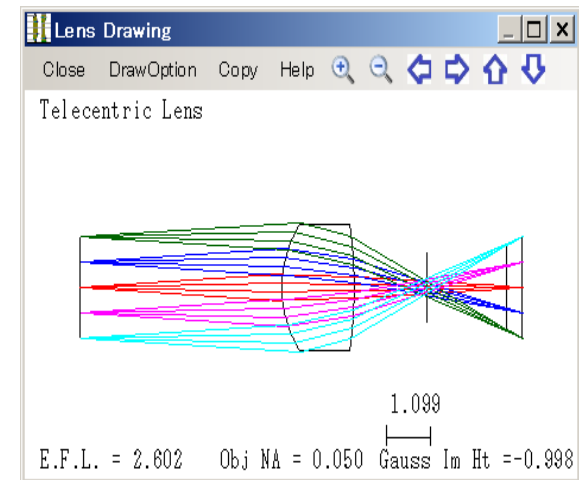 Lens Drawing
Close DrawOption Copy Help
Telecentric Lens
1.099
E.F.L. = 2.602 Obj NA = 0.050 Gauss Im Ht =-0.998